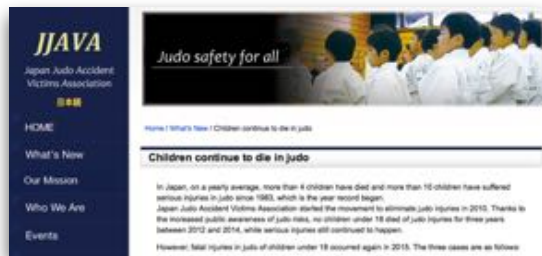 JJAVA
Japan Judo Accident
Victims Association
日本語
HOME
What's New
Our Mission
Who We Are
Events
Judo safety for all
Home / What's New / Children continue to die in judo
Children continue to die in judo
In Japan, on a yearly average, more than 4 children have died and more than 10 children have suffered
serious injuries in judo since 1983, which is the year record began.
Japan Judo Accident Victims Association started the movement to eliminate judo injuries in 2010. Thanks to
the increased public awareness of judo risks, no children under 18 died of judo injuries for three years
between 2012 and 2014, while serious injuries still continued to happen.
However, fatal injuries in judo of children under 18 occurred again in 2015. The three cases are as follows: